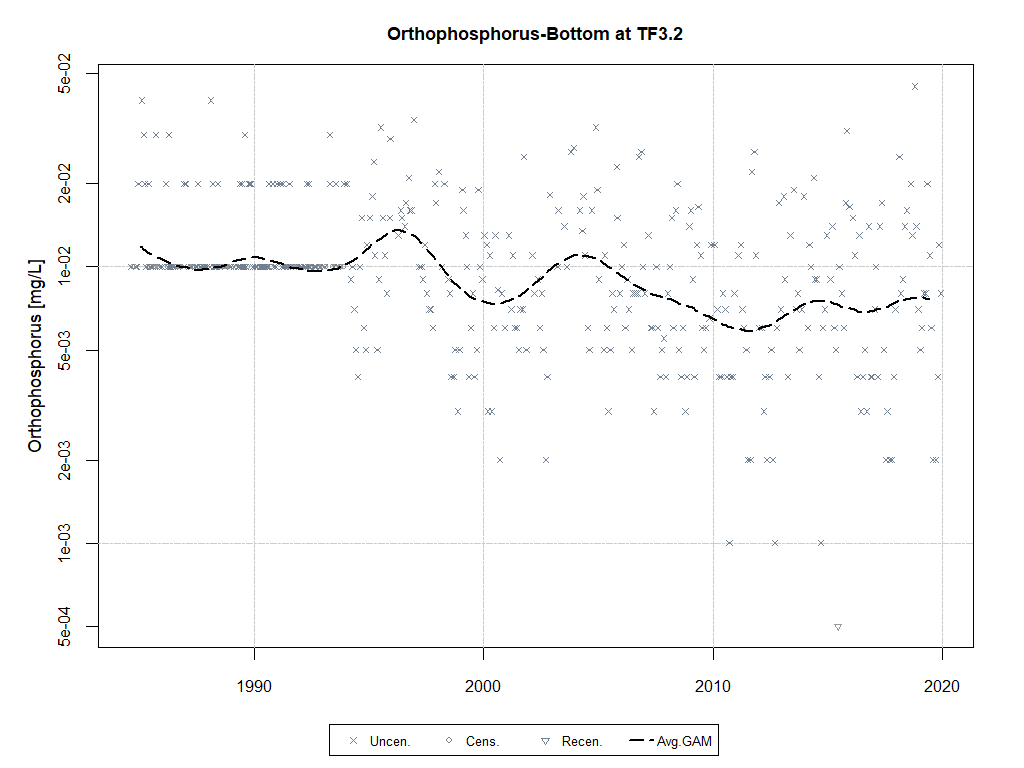 Orthophosphorus-Bottom at TF3.2
Orthophosphorus [mg/L]
5e-02
2e-02
1e-02
5e-03
2e-03
1e-03
5e-04
1990 2000 2010 2020
Uncen. Cens. Recen. Avg.GAM